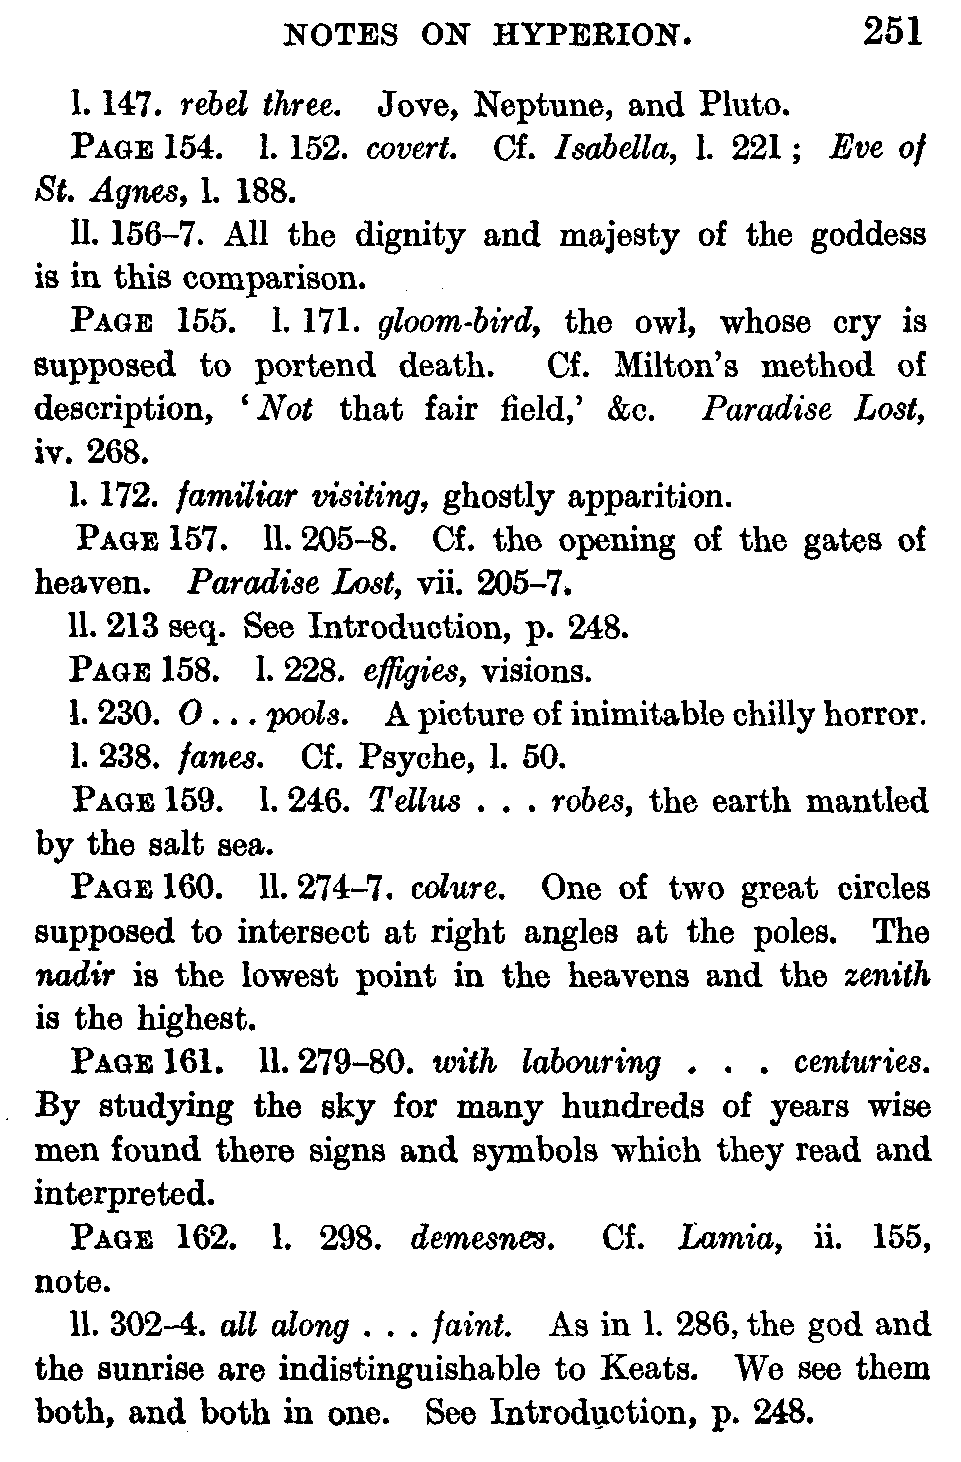 NOTES ON HYPERION. 251
l. 147. rebel three. Jove, Neptune, and Pluto.
PAGE 154. l. 152. covert. Cf. Isabella, l. 221; Eve of
St. Agnes, l. 188.
ll. 156–7. All the dignity and majesty of the goddess
is in this comparison.
PAGE 155. l. 171. gloom-bird, the owl, whose cry is
supposed to portend death. Cf. Milton's method of
description, ‘Not that fair field,’ &c. Paradise Lost,
iv. 268.
l. 172. familiar visiting, ghostly apparition.
PAGE 157. ll. 205–8. Cf. the opening of the gates of
heaven. Paradise Lost, vii. 205–7.
ll. 213 seq. See Introduction, p. 248.
PAGE 158. l. 228. effigies, visions.
l. 230. O . . . pools. A picture of inimitable chilly horror.
l. 238. fanes. Cf. Psyche, l. 50.
PAGE 159. l. 246. Tellus . . . robes, the earth mantled
by the salt sea.
PAGE 160. ll. 274–7. colure. One of two great circles
supposed to intersect at right angles at the poles. The
nadir is the lowest point in the heavens and the zenith
is the highest.
PAGE 161. ll. 279–80. with labouring . . . centuries.
By studying the sky for many hundreds of years wise
men found there signs and symbols which they read and
interpreted.
PAGE 162. l. 298. demesnes. Cf. Lamia, ii. 155,
note.
ll. 302–4. all along . . . faint. As in l. 286, the god and
the sunrise are indistinguishable to Keats. We see them
both, and both in one. See Introduction, p. 248.